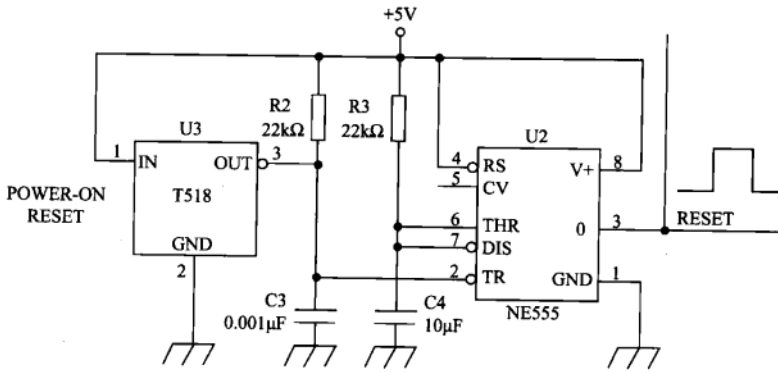 +5V
R2
22kΩ
R3
22kΩ
U3
1
IN
OUT
3
T518
GND
2
POWER-ON
RESET
C3
0.001μF
C4
10μF
U2
4
RS
5
CV
6
THR
7
DIS
2
TR
V+
8
0
3
GND
1
NE555
RESET